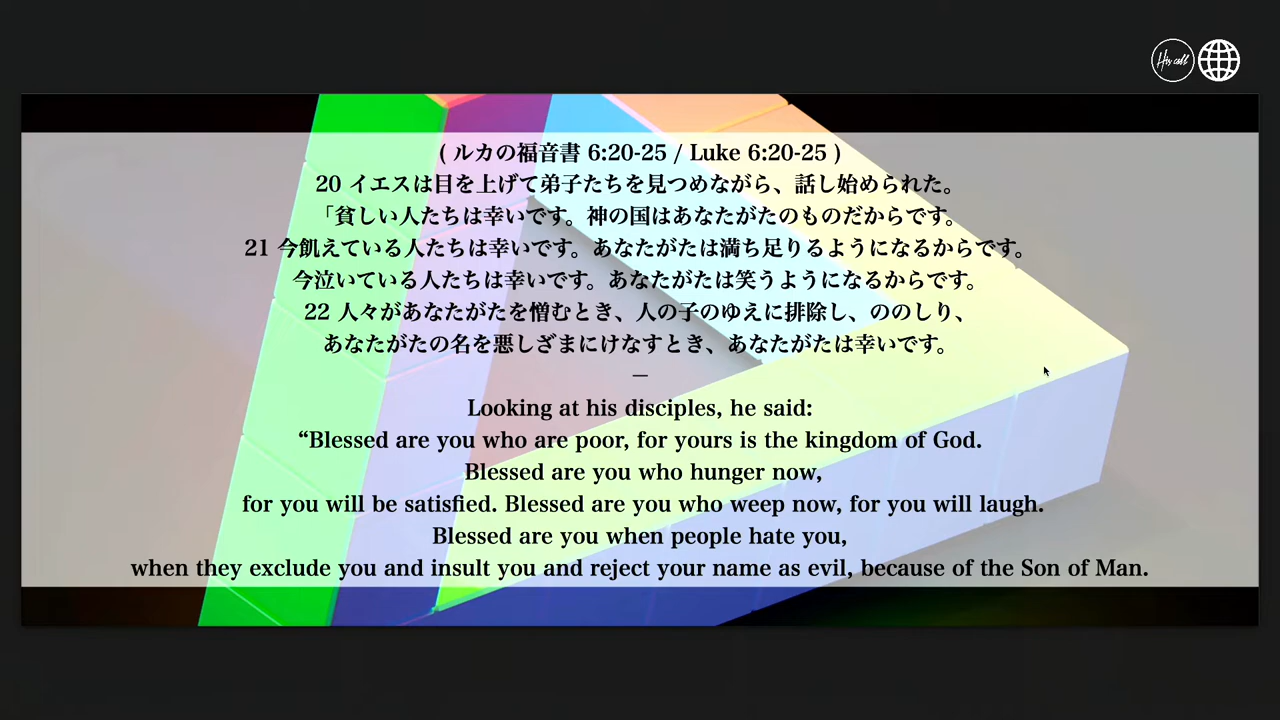 His call
( ルカの福音書 6:20-25 / Luke 6:20-25 )
20 イエスは目を上げて弟子たちを見つめながら、話し始められた。
「貧しい人たちは幸いです。神の国はあなたがたのものだからです。
21 今飢えている人たちは幸いです。あなたがたは満ち足りるようになるからです。
今泣いている人たちは幸いです。あなたがたは笑うようになるからです。
22 人々があなたがたを憎むとき、人の子のゆえに排除し、ののしり、
あなたがたの名を悪しざまにけなすとき、あなたがたは幸いです。
—
Looking at his disciples, he said:
“Blessed are you who are poor, for yours is the kingdom of God.
Blessed are you who hunger now,
for you will be satisfied. Blessed are you who weep now, for you will laugh.
Blessed are you when people hate you,
when they exclude you and insult you and reject your name as evil, because of the Son of Man.